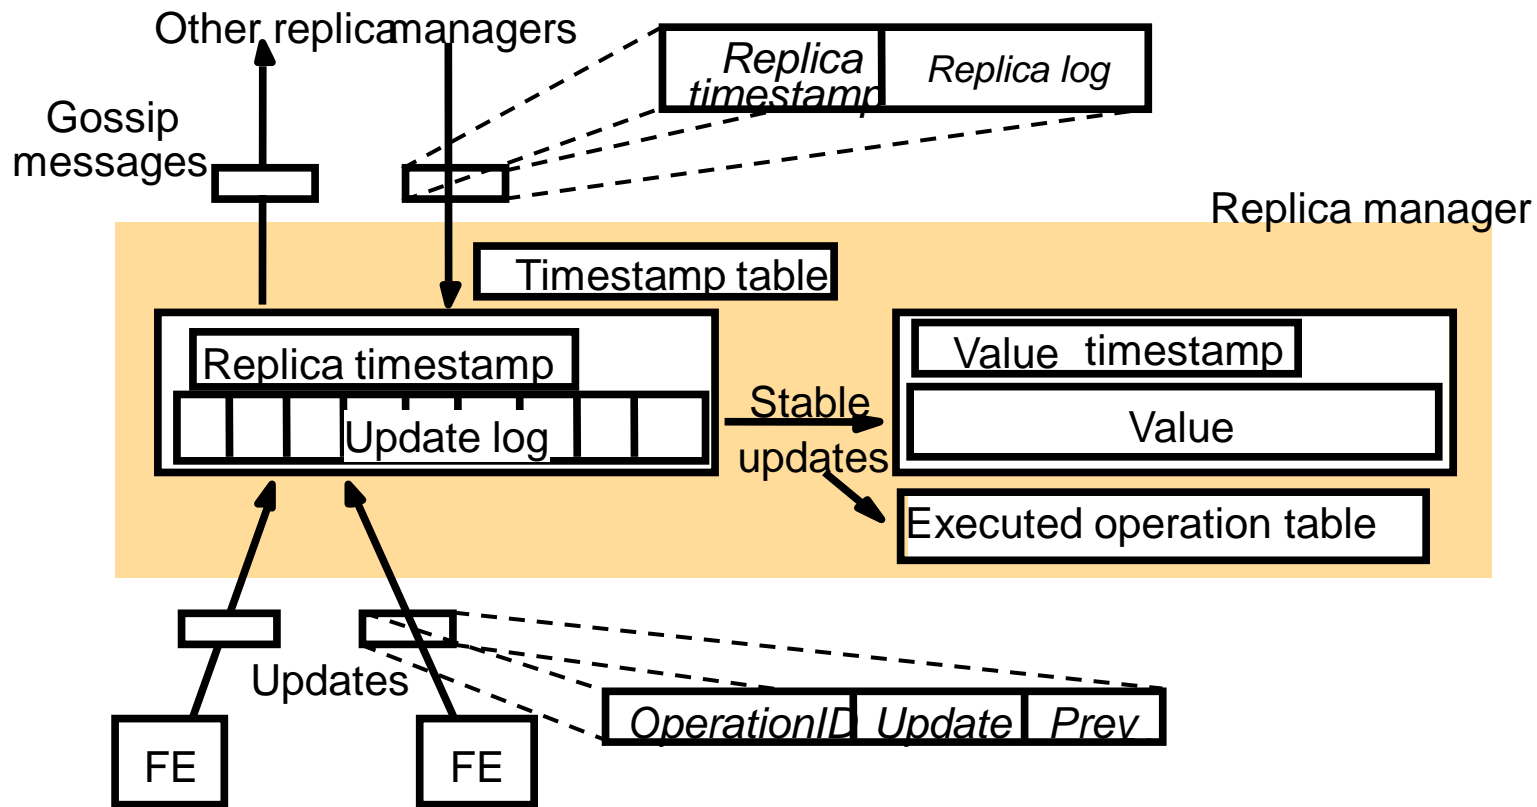 Other replica managers
Replica
timestamp
Replica log
Gossip
messages
Replica manager
Timestamp table
Replica timestamp
Update log
Stable
updates
Value timestamp
Value
Executed operation table
Updates
OperationID
Update
Prev
FE
FE